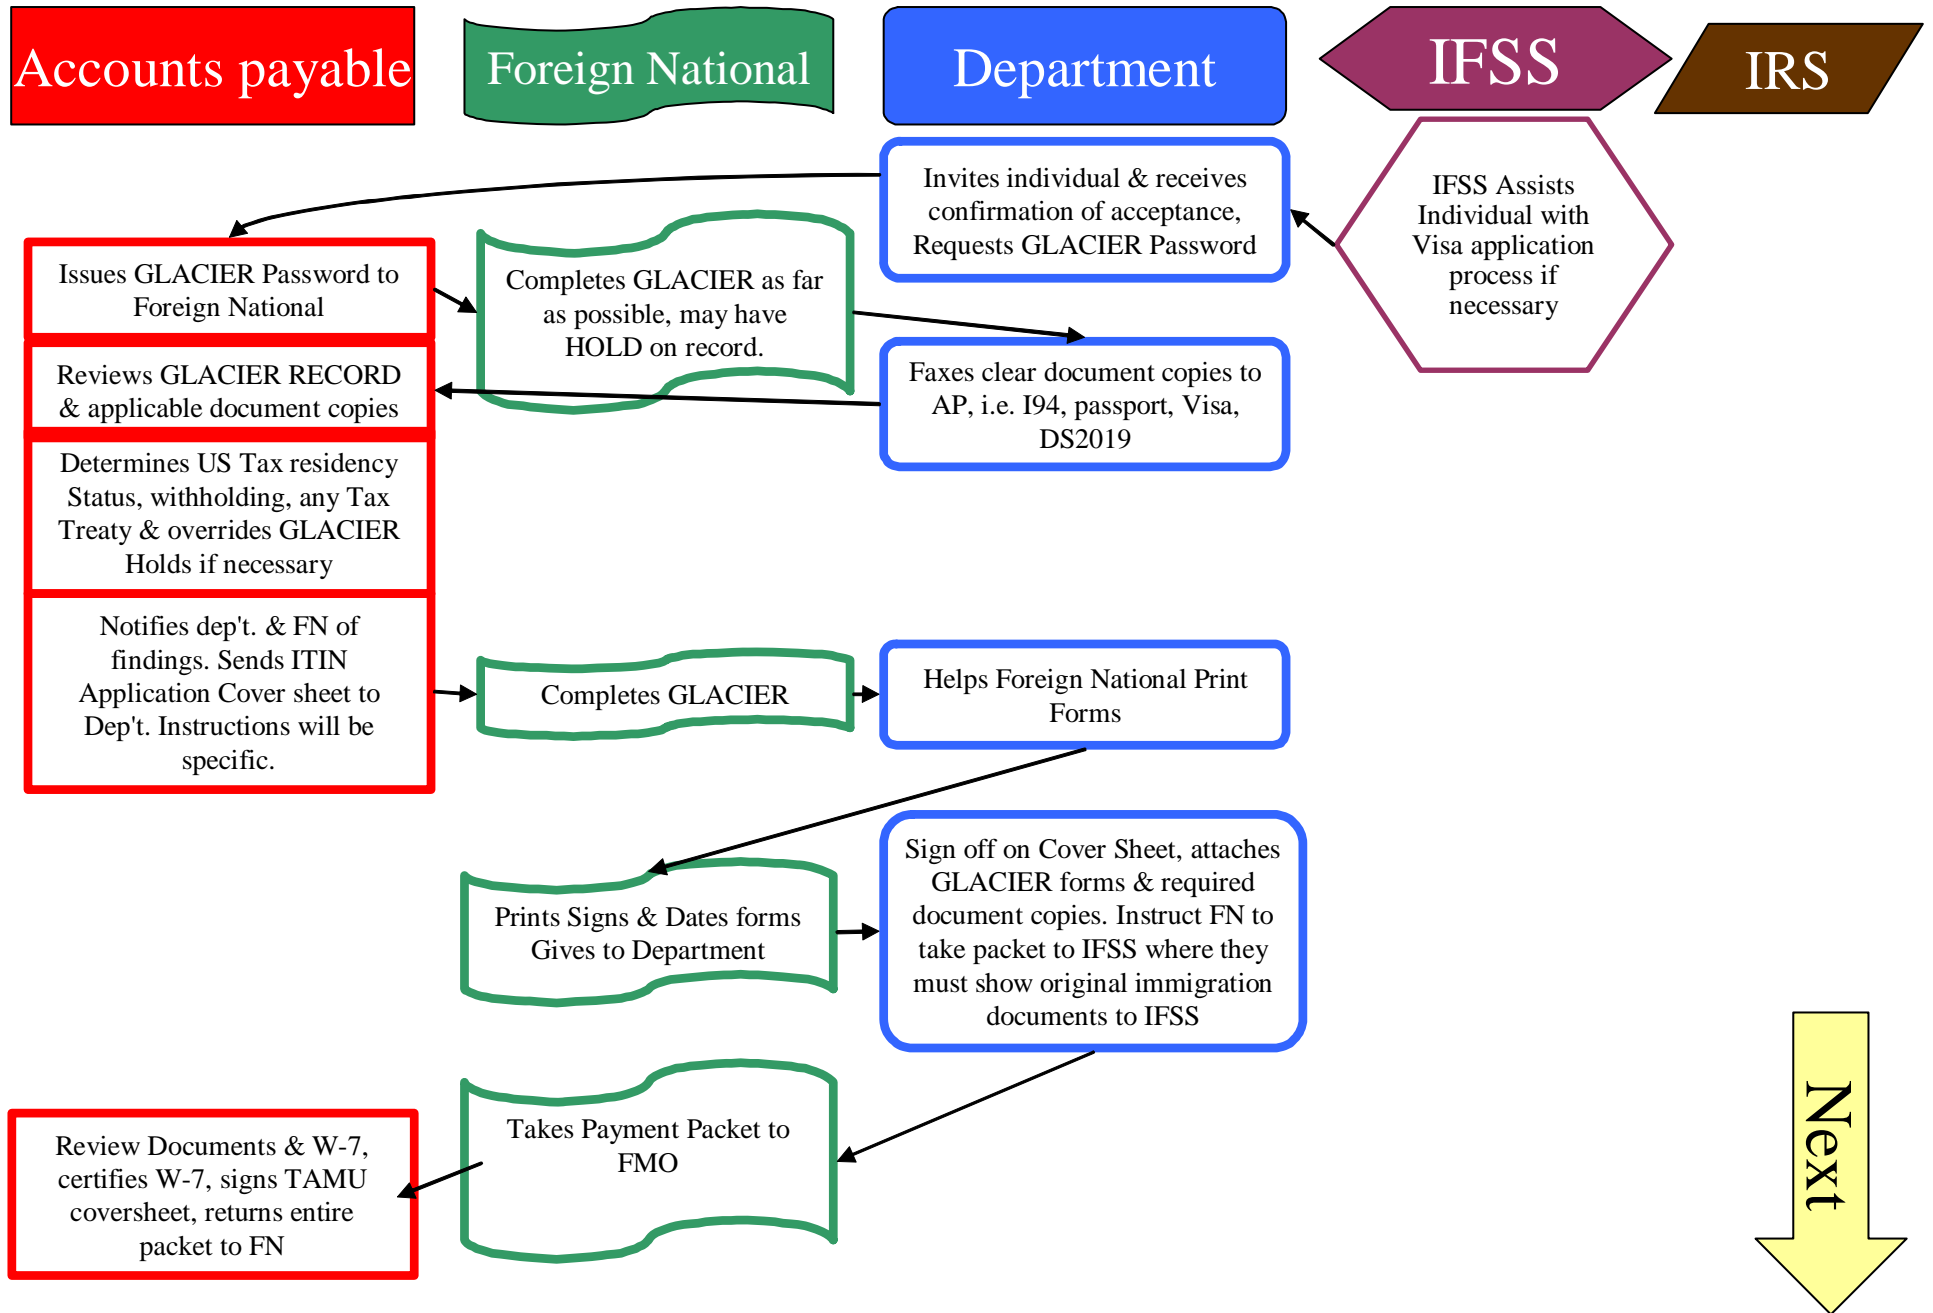 Accounts payable
Foreign National
Department
IFSS
IRS
Invites individual & receives
confirmation of acceptance,
Requests GLACIER Password
IFSS Assists
Individual with
Visa application
process if
necessary
Issues GLACIER Password to
Foreign National
Completes GLACIER as far
as possible, may have
HOLD on record.
Faxes clear document copies to
AP, i.e. I94, passport, Visa,
DS2019
Reviews GLACIER RECORD
& applicable document copies
Determines US Tax residency
Status, withholding, any Tax
Treaty & overrides GLACIER
Holds if necessary
Notifies dep't. & FN of
findings. Sends ITIN
Application Cover sheet to
Dep't. Instructions will be
specific.
Completes GLACIER
Helps Foreign National Print
Forms
Prints Signs & Dates forms
Gives to Department
Sign off on Cover Sheet, attaches
GLACIER forms & required
document copies. Instruct FN to
take packet to IFSS where they
must show original immigration
documents to IFSS
Takes Payment Packet to
FMO
Review Documents & W-7,
certifies W-7, signs TAMU
coversheet, returns entire
packet to FN
Next